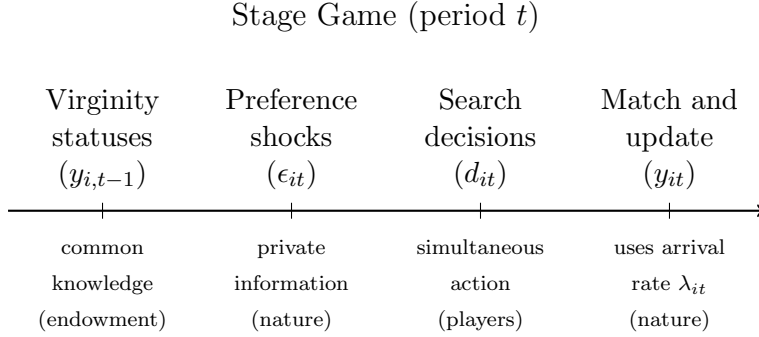 Stage Game (period t)
Virginity Preference Search Match and
statuses shocks decisions update
(y_{i,t−1}) (ϵ_{it}) (d_{it}) (y_{it})
common private simultaneous uses arrival
knowledge information action rate λ_{it}
(endowment) (nature) (players) (nature)